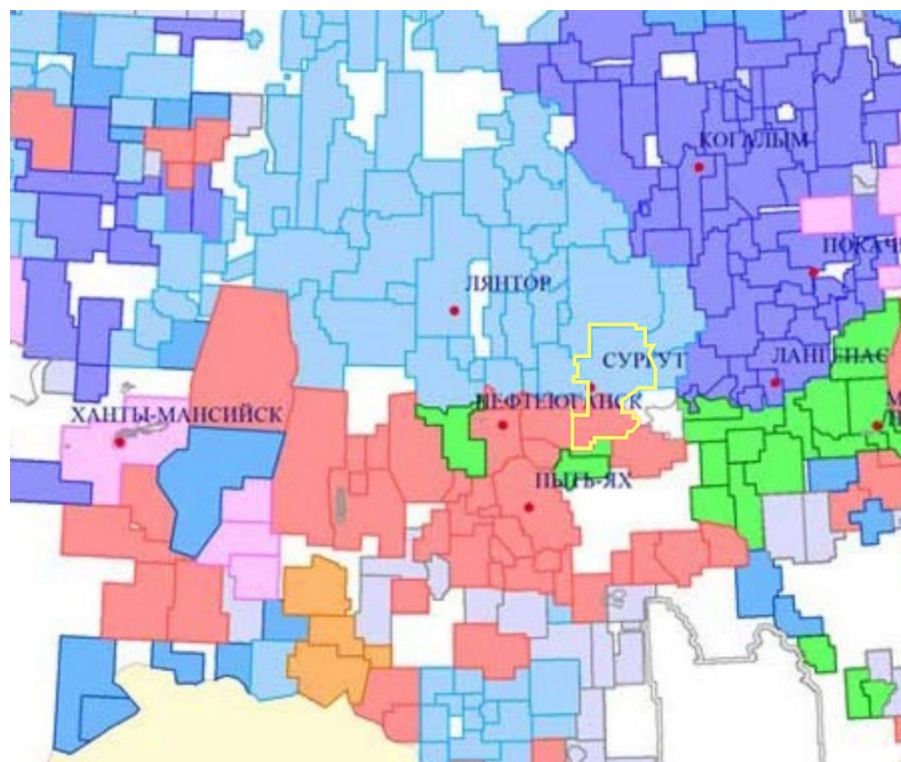 КОГАЛЫМ
ПОКАЧ
ЛЯНТОР
СУРГУТ
ЛАНГЕПАС
НЕФТЕЮГАНСК
ХАНТЫ-МАНСИЙСК
М
ПЫТЬ-ЯХ